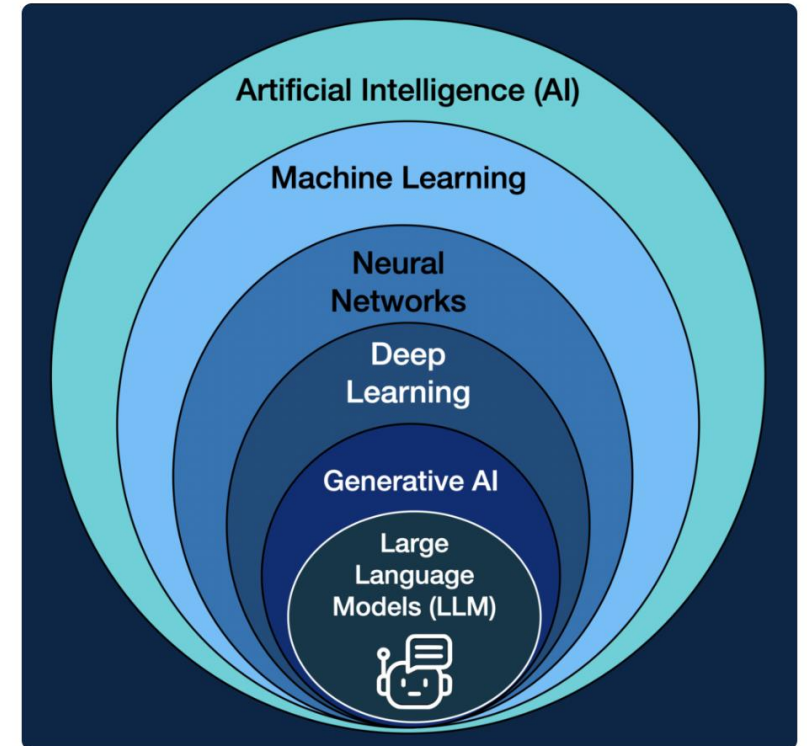 Artificial Intelligence (AI)
Machine Learning
Neural
Networks
Deep
Learning
Generative AI
Large
Language
Models (LLM)